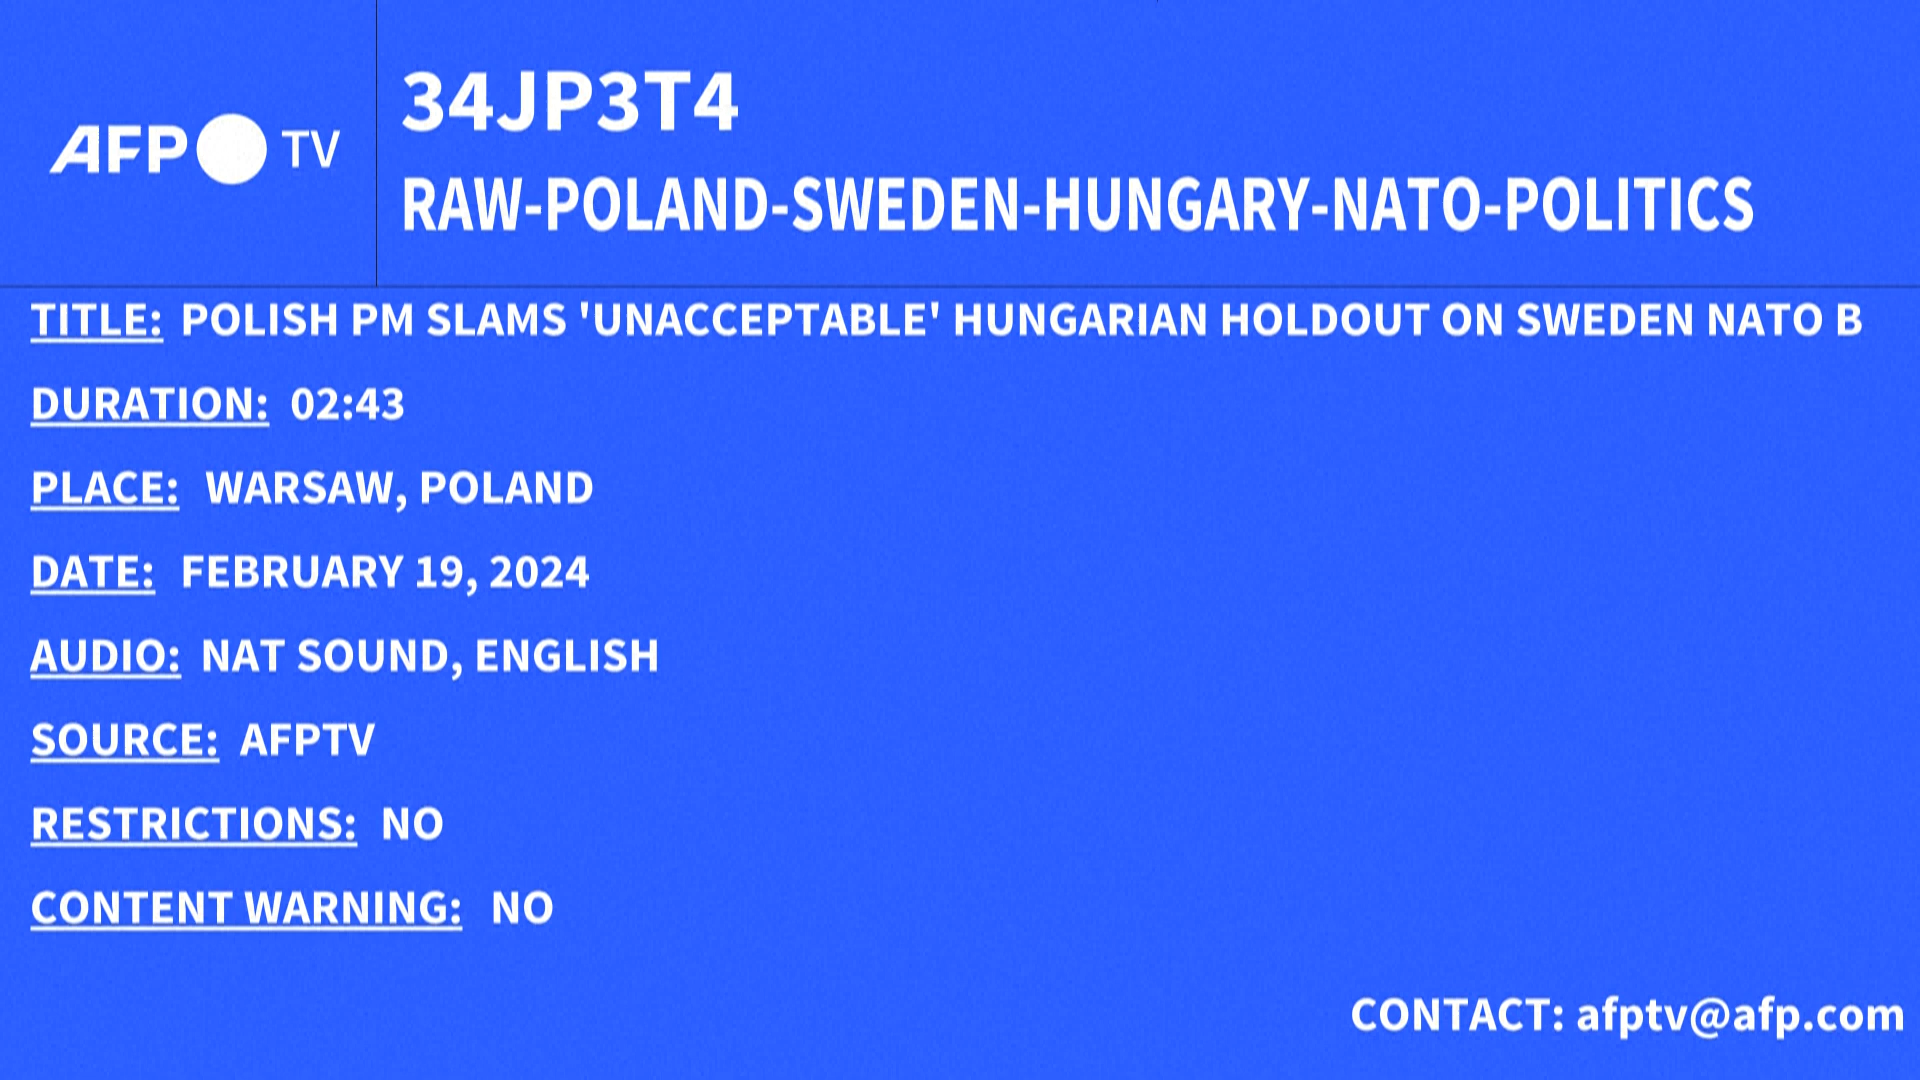 AFP TV
34JP3T4
RAW-POLAND-SWEDEN-HUNGARY-NATO-POLITICS
TITLE: POLISH PM SLAMS 'UNACCEPTABLE' HUNGARIAN HOLDOUT ON SWEDEN NATO B
DURATION: 02:43
PLACE: WARSAW, POLAND
DATE: FEBRUARY 19, 2024
AUDIO: NAT SOUND, ENGLISH
SOURCE: AFPTV
RESTRICTIONS: NO
CONTENT WARNING: NO
CONTACT: afptv@afp.com